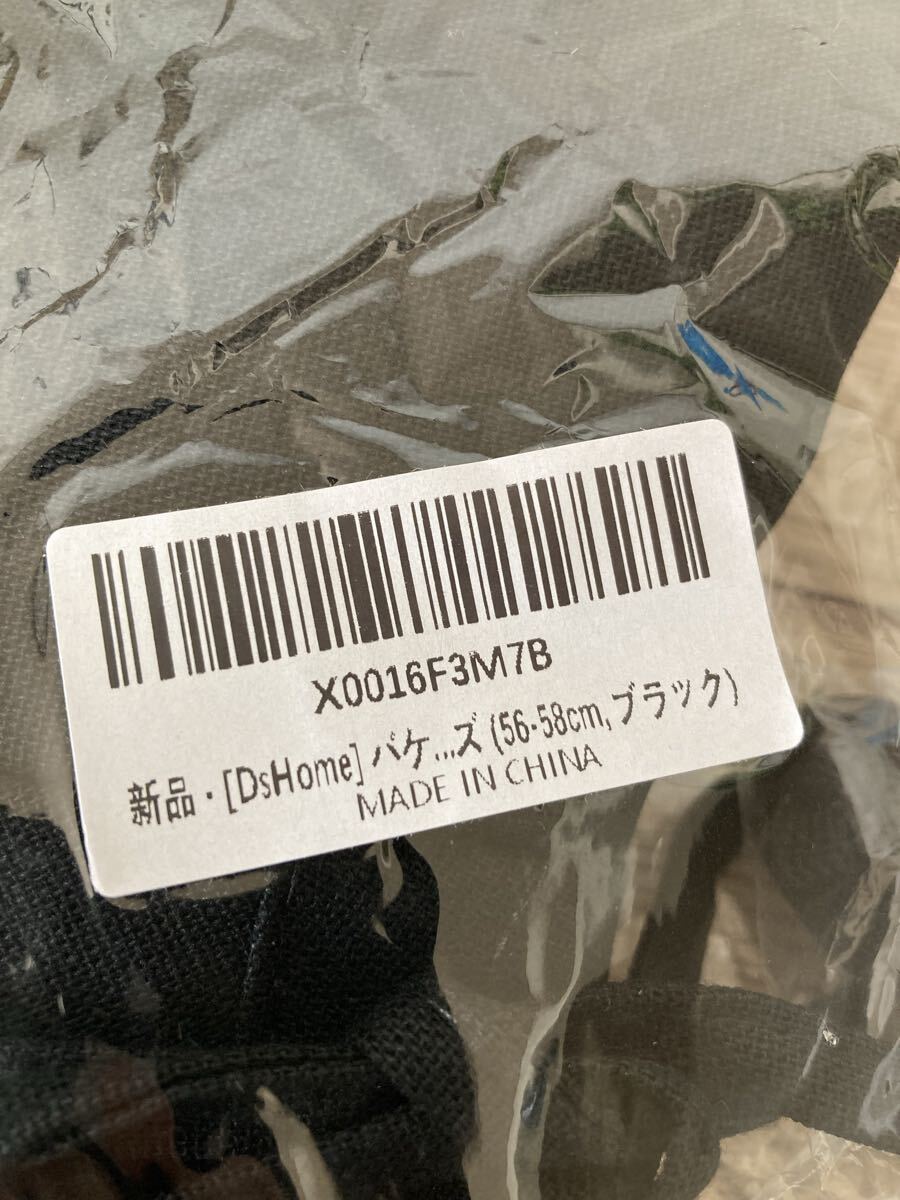 X0016F3M7B
新品 - [DsHome] バケ...ズ (56-58cm, ブラック)
MADE IN CHINA